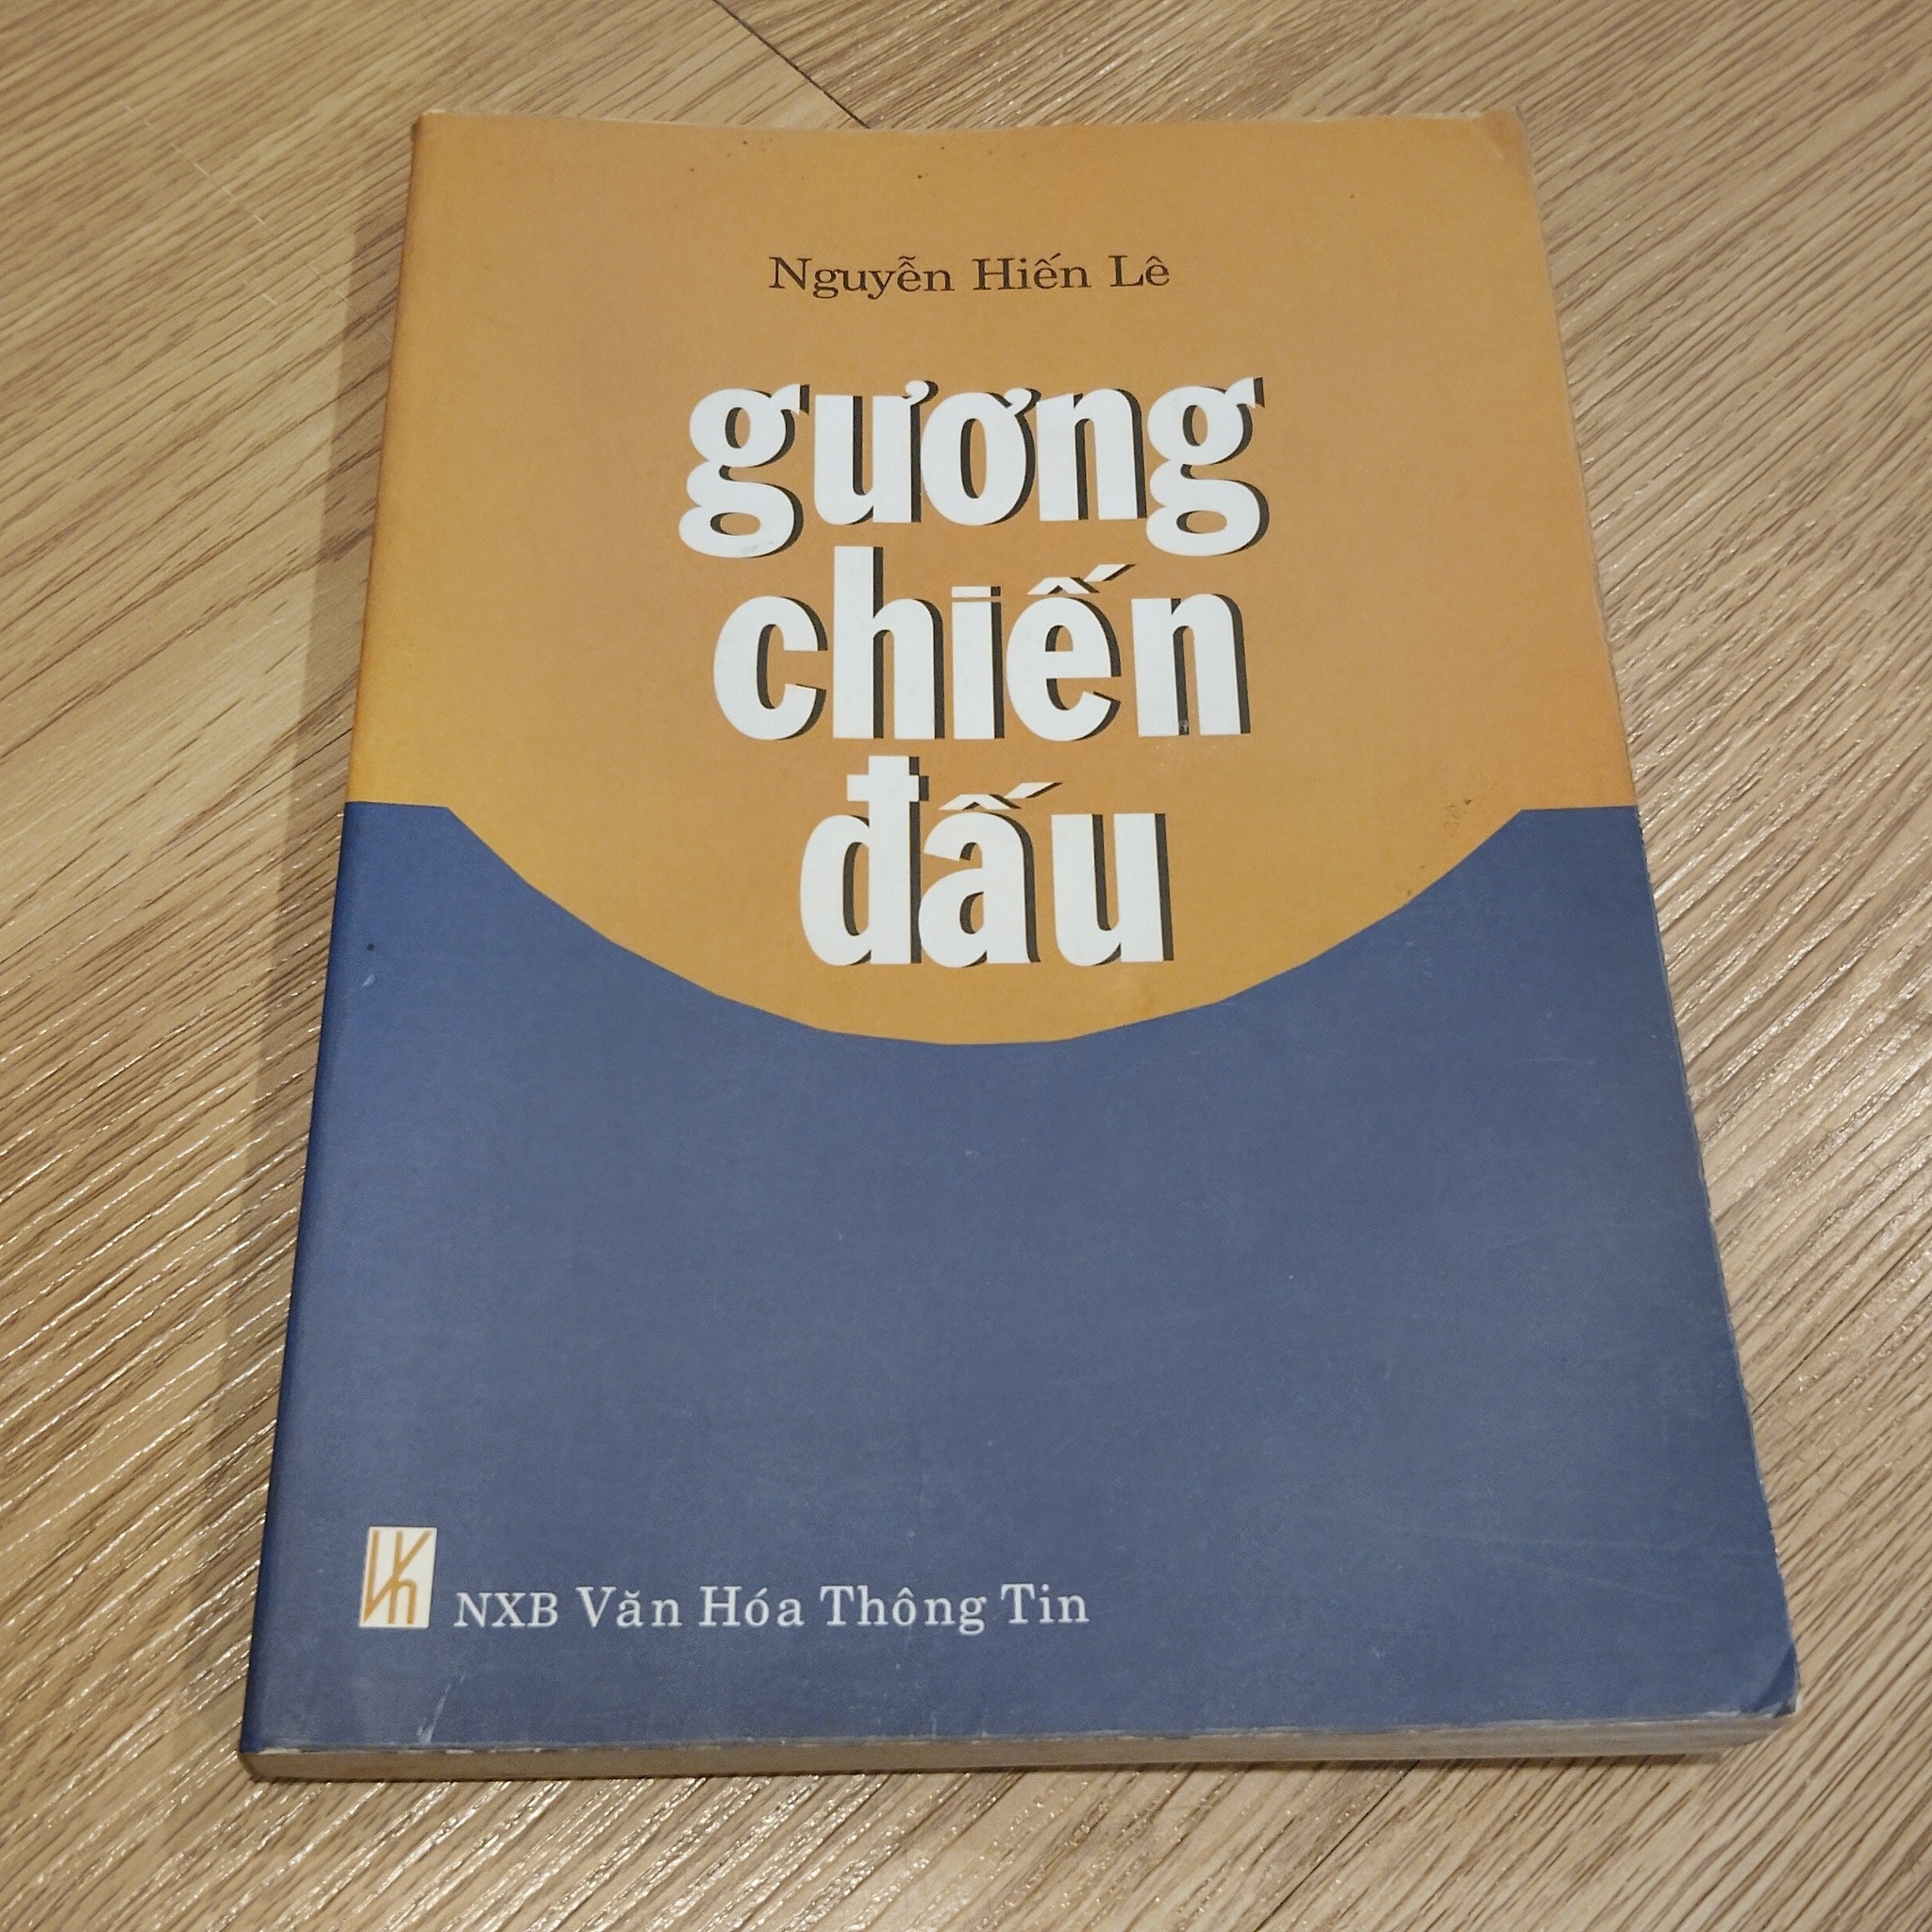 Nguyễn Hiến Lê
gương
chiến
đấu
NXB Văn Hóa Thông Tin